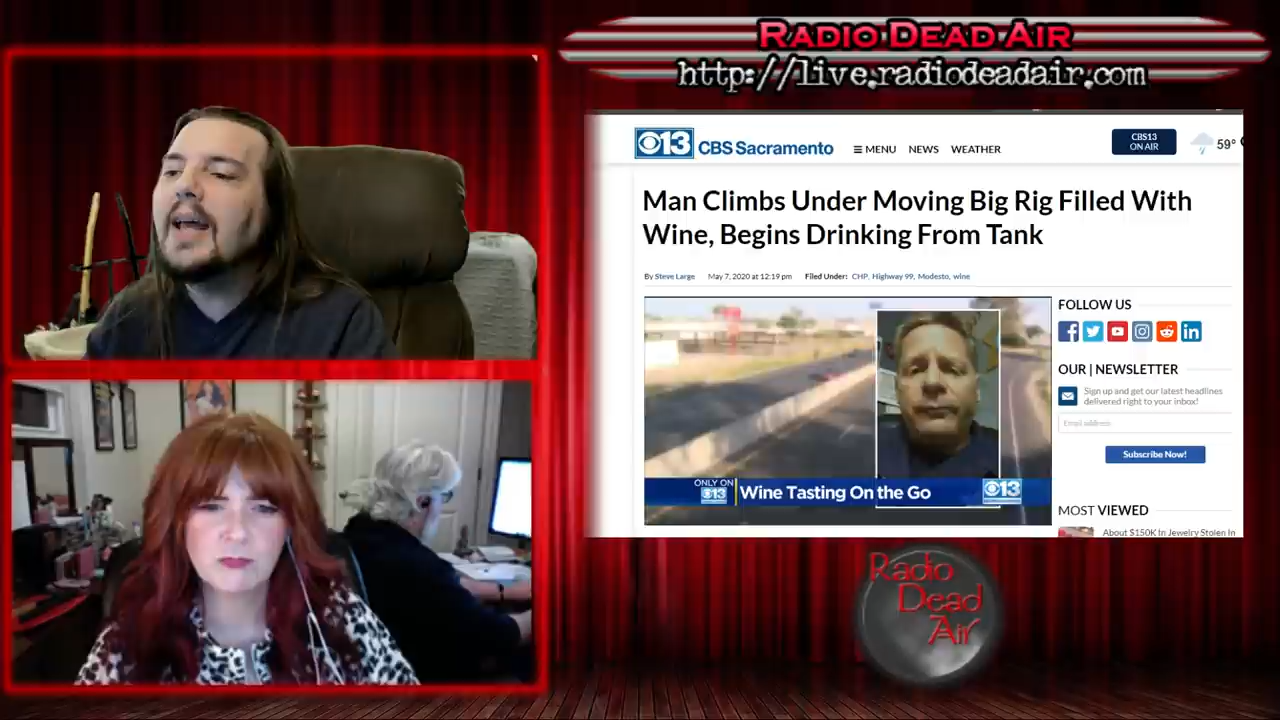 RADIO DEAD AIR
http://live.radiodeadair.com
13 CBS Sacramento
MENU NEWS WEATHER
CBS13
ON AIR
59°
Man Climbs Under Moving Big Rig Filled With
Wine, Begins Drinking From Tank
By Steve Large May 7, 2020 at 12:19 pm Filed Under: CHP, Highway 99, Modesto, wine
ONLY ON
13
Wine Tasting On the Go
13
FOLLOW US
OUR | NEWSLETTER
Sign up and get our latest headlines
delivered right to your inbox!
Email address
Subscribe Now!
MOST VIEWED
About $150K In Jewelry Stolen In
Radio
Dead
Air